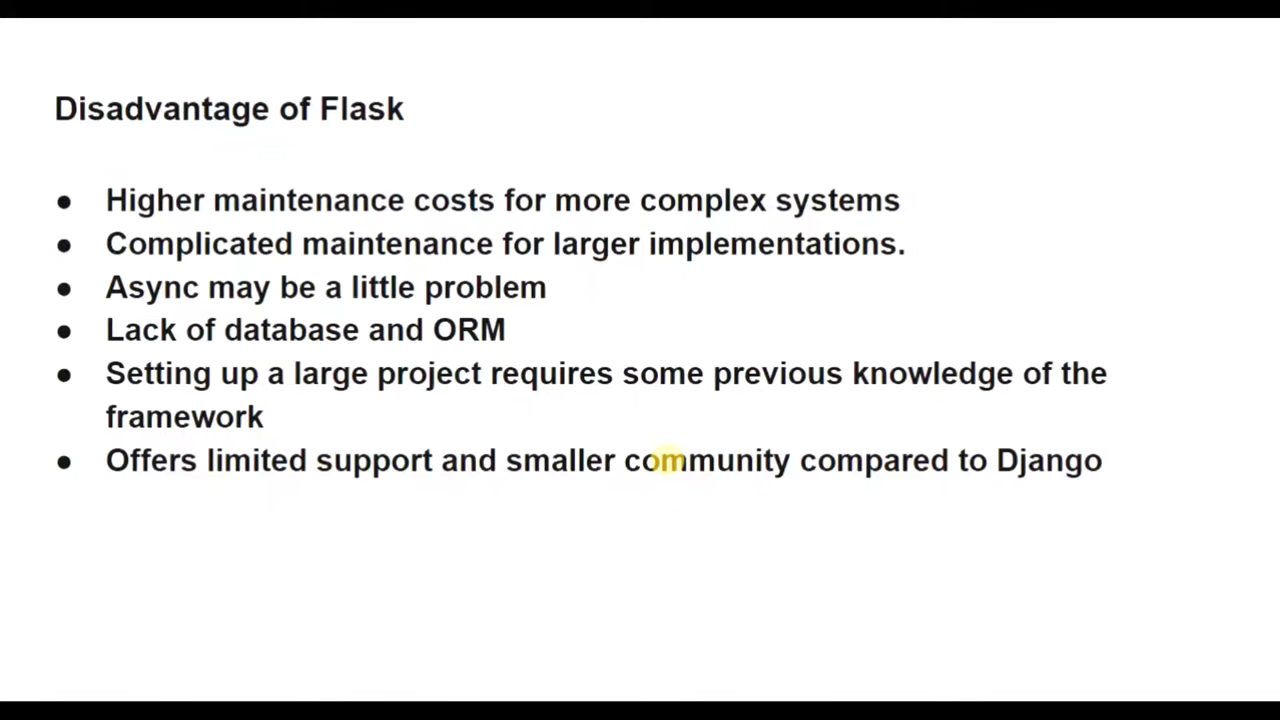 Disadvantage of Flask
● Higher maintenance costs for more complex systems
● Complicated maintenance for larger implementations.
● Async may be a little problem
● Lack of database and ORM
● Setting up a large project requires some previous knowledge of the
framework
● Offers limited support and smaller community compared to Django